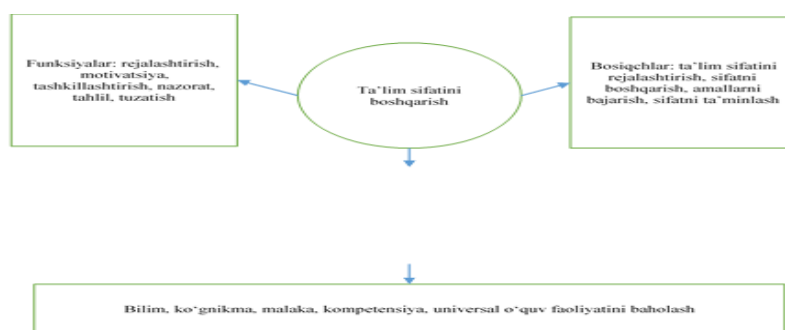 Funksiyalar: rejalashtirish,
motivatsiya,
tashkillashtirish, nazorat,
tahlil, tuzatish
Ta'lim sifatini
boshqarish
Bosiqchlar: ta'lim sifatini
rejalashtirish, sifatni
boshqarish, amallarni
bajarish, sifatni ta'minlash
Bilim, ko'gnikma, malaka, kompetensiya, universal o'quv faoliyatini baholash